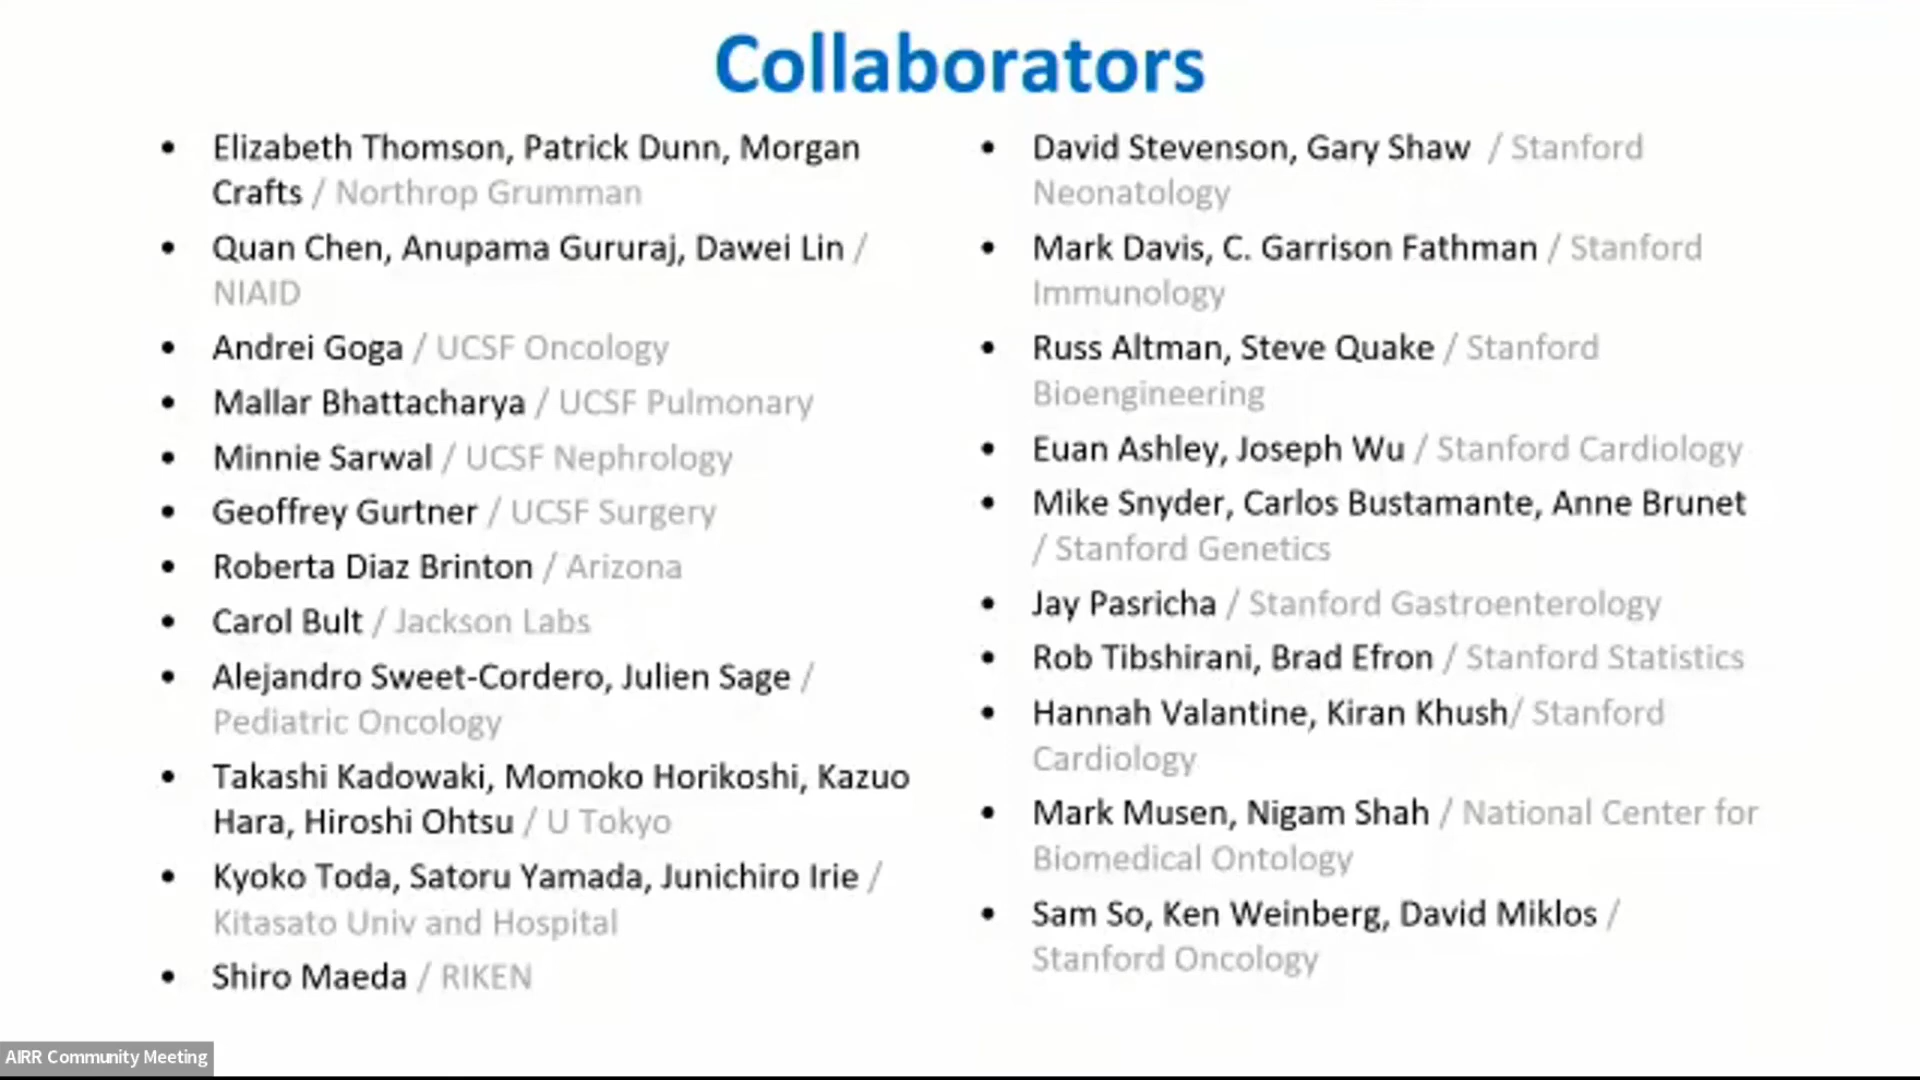 Collaborators
Elizabeth Thomson, Patrick Dunn, Morgan
Crafts / Northrop Grumman
Quan Chen, Anupama Gururaj, Dawei Lin /
NIAID
Andrei Goga / UCSF Oncology
Mallar Bhattacharya / UCSF Pulmonary
Minnie Sarwal / UCSF Nephrology
Geoffrey Gurtner / UCSF Surgery
Roberta Diaz Brinton / Arizona
Carol Bult / Jackson Labs
Alejandro Sweet-Cordero, Julien Sage /
Pediatric Oncology
Takashi Kadowaki, Momoko Horikoshi, Kazuo
Hara, Hiroshi Ohtsu / U Tokyo
Kyoko Toda, Satoru Yamada, Junichiro Irie /
Kitasato Univ and Hospital
Shiro Maeda / RIKEN
David Stevenson, Gary Shaw / Stanford
Neonatology
Mark Davis, C. Garrison Fathman / Stanford
Immunology
Russ Altman, Steve Quake / Stanford
Bioengineering
Euan Ashley, Joseph Wu / Stanford Cardiology
Mike Snyder, Carlos Bustamante, Anne Brunet
/ Stanford Genetics
Jay Pasricha / Stanford Gastroenterology
Rob Tibshirani, Brad Efron / Stanford Statistics
Hannah Valantine, Kiran Khush/ Stanford
Cardiology
Mark Musen, Nigam Shah / National Center for
Biomedical Ontology
Sam So, Ken Weinberg, David Miklos /
Stanford Oncology
AIRR Community Meeting